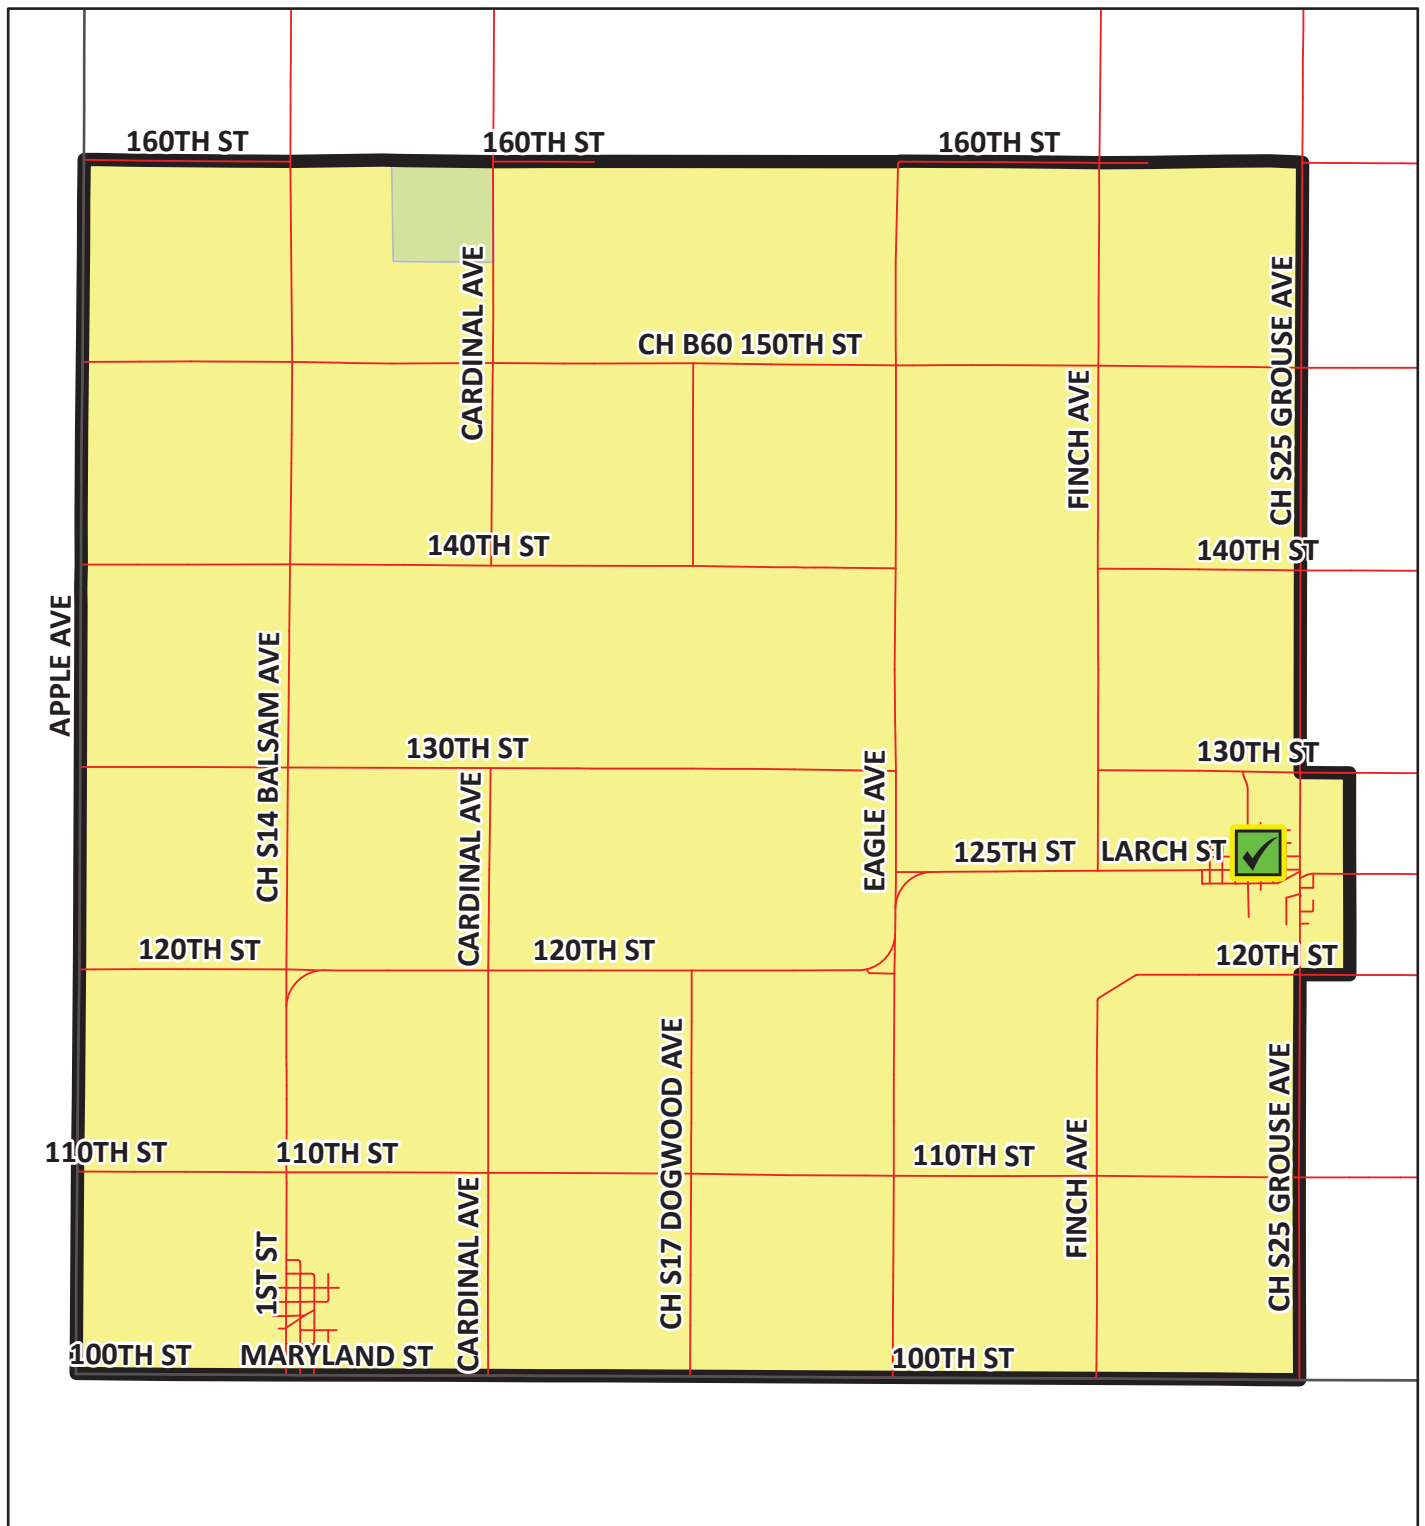 160TH ST
160TH ST
160TH ST
CARDINAL AVE
CH S25 GROUSE AVE
CH B60 150TH ST
FINCH AVE
140TH ST
140TH ST
APPLE AVE
CH S14 BALSAM AVE
130TH ST
130TH ST
CARDINAL AVE
EAGLE AVE
125TH ST
LARCH ST
120TH ST
120TH ST
120TH ST
CH S17 DOGWOOD AVE
CH S25 GROUSE AVE
110TH ST
110TH ST
110TH ST
FINCH AVE
CARDINAL AVE
1ST ST
100TH ST
MARYLAND ST
100TH ST